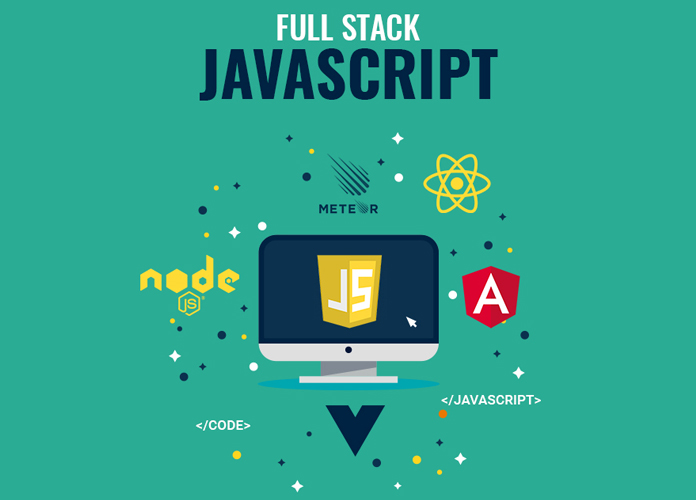 FULL STACK
JAVASCRIPT
METEOR
node
JS
JS
A
</JAVASCRIPT>
</CODE>